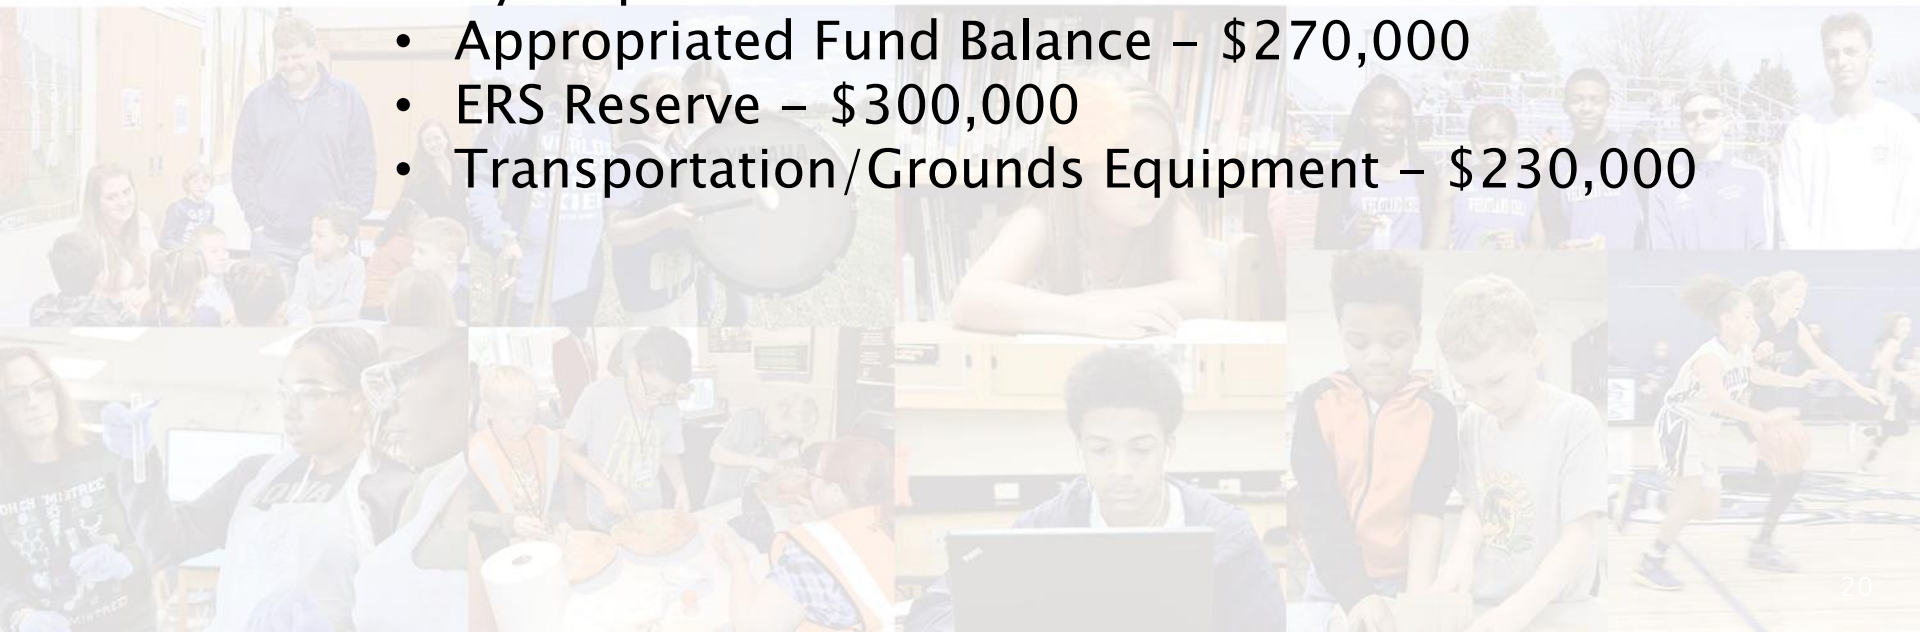 • Appropriated Fund Balance – $270,000
• ERS Reserve – $300,000
• Transportation/Grounds Equipment – $230,000
20